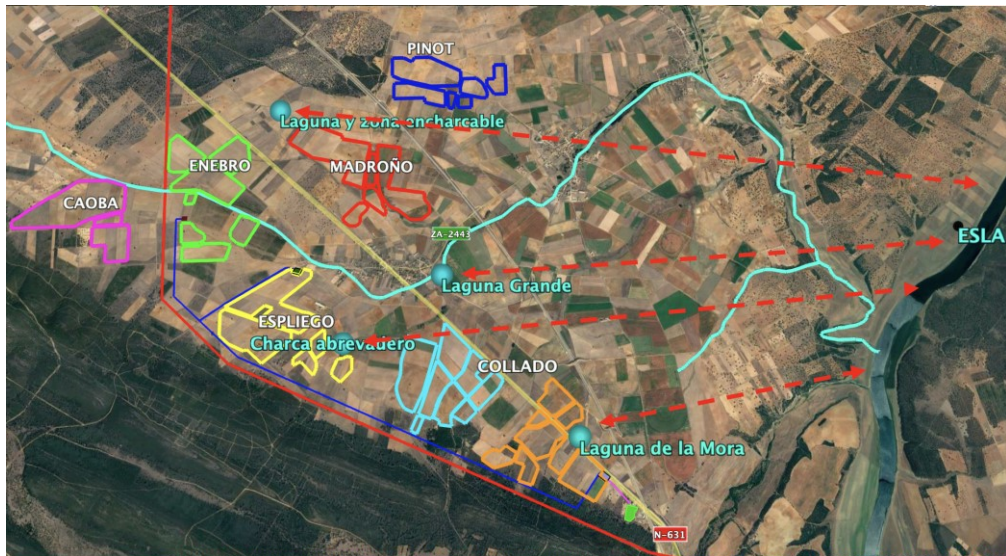 PINOT
Laguna y zona encharcable
ENEBRO
MADROÑO
CAOBA
ZA-2443
ESLA
Laguna Grande
ESPLIEGO
Charca abrevadero
COLLADO
Laguna de la Mora
N-631